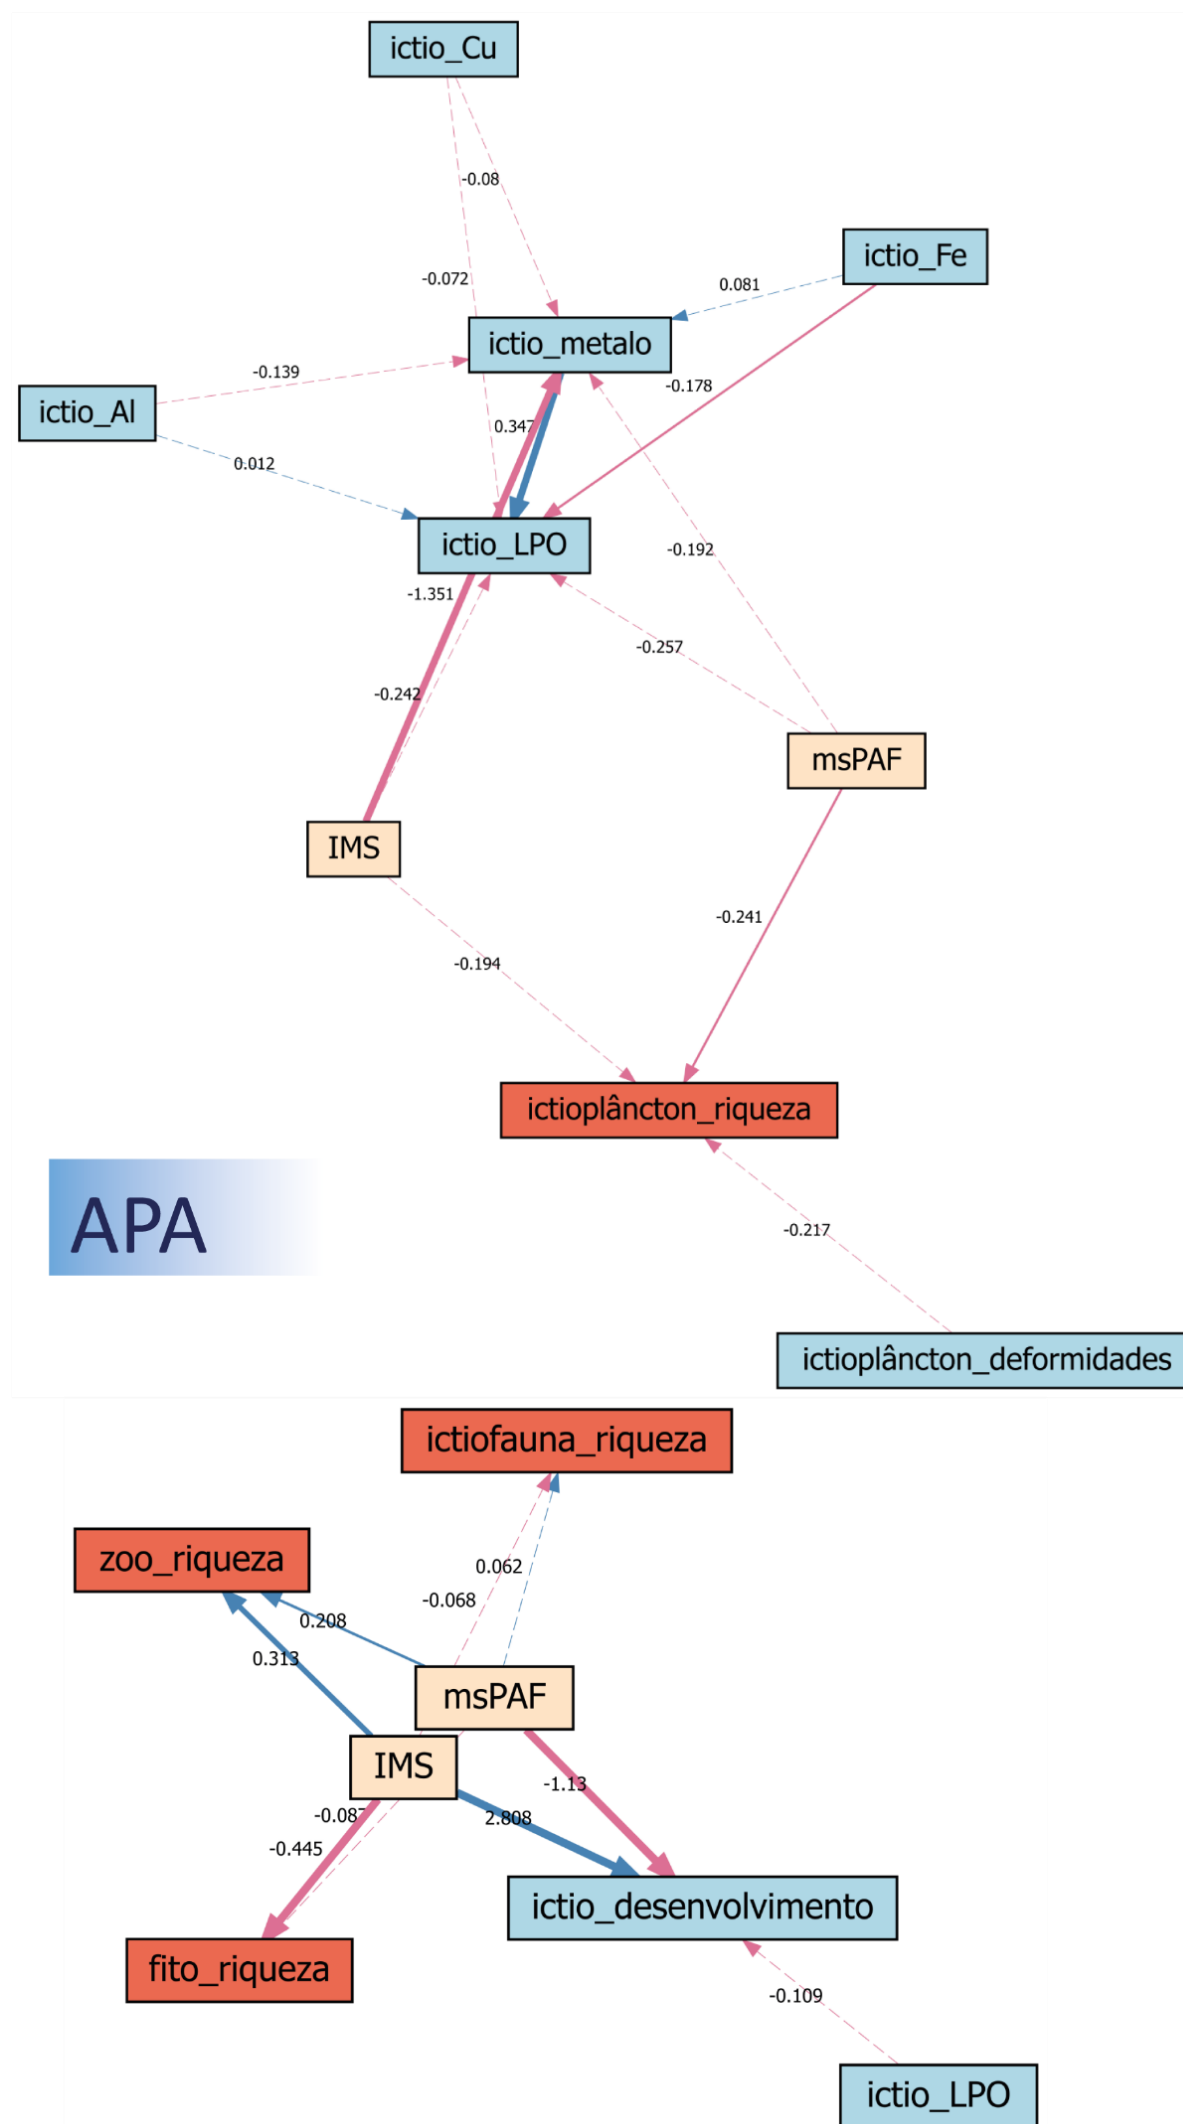 ictio_Cu
-0.08
ictio_Fe
-0.072
0.081
ictio_metalo
-0.139
-0.178
ictio_Al
0.347
0.012
ictio_LPO
-0.192
-1.351
-0.257
-0.242
msPAF
IMS
-0.241
-0.194
ictioplâncton_riqueza
APA
-0.217
ictioplâncton_deformidades
ictiofauna_riqueza
zoo_riqueza
0.062
-0.068
0.208
0.313
msPAF
IMS
-1.13
-0.087
2.808
-0.445
ictio_desenvolvimento
fito_riqueza
-0.109
ictio_LPO